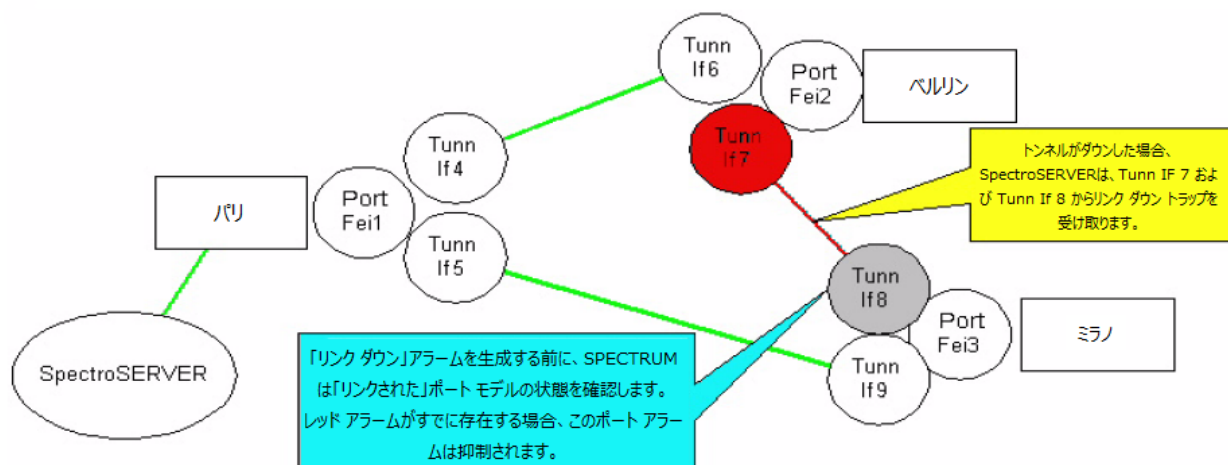 Tunn
If6
Port
Fei2
ベルリン
Tunn
If7
トンネルがダウンした場合、
SpectroSERVERは、Tunn IF 7 およ
び Tunn If 8 からリンク ダウン トラップを
受け取ります。
Tunn
If4
パリ
Port
Fei1
Tunn
If5
Tunn
If8
Port
Fei3
ミラノ
Tunn
If9
SpectroSERVER
「リンク ダウン」アラームを生成する前に、SPECTRUM
は「リンクされた」ポート モデルの状態を確認します。
レッド アラームがすでに存在する場合、このポート アラー
ムは抑制されます。